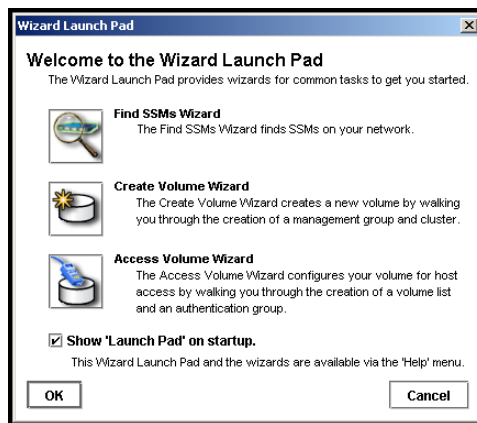 Wizard Launch Pad
Welcome to the Wizard Launch Pad
The Wizard Launch Pad provides wizards for common tasks to get you started.
Find SSMs Wizard
The Find SSMs Wizard finds SSMs on your network.
Create Volume Wizard
The Create Volume Wizard creates a new volume by walking
you through the creation of a management group and cluster.
Access Volume Wizard
The Access Volume Wizard configures your volume for host
access by walking you through the creation of a volume list
and an authentication group.
Show 'Launch Pad' on startup.
This Wizard Launch Pad and the wizards are available via the 'Help' menu.
OK
Cancel